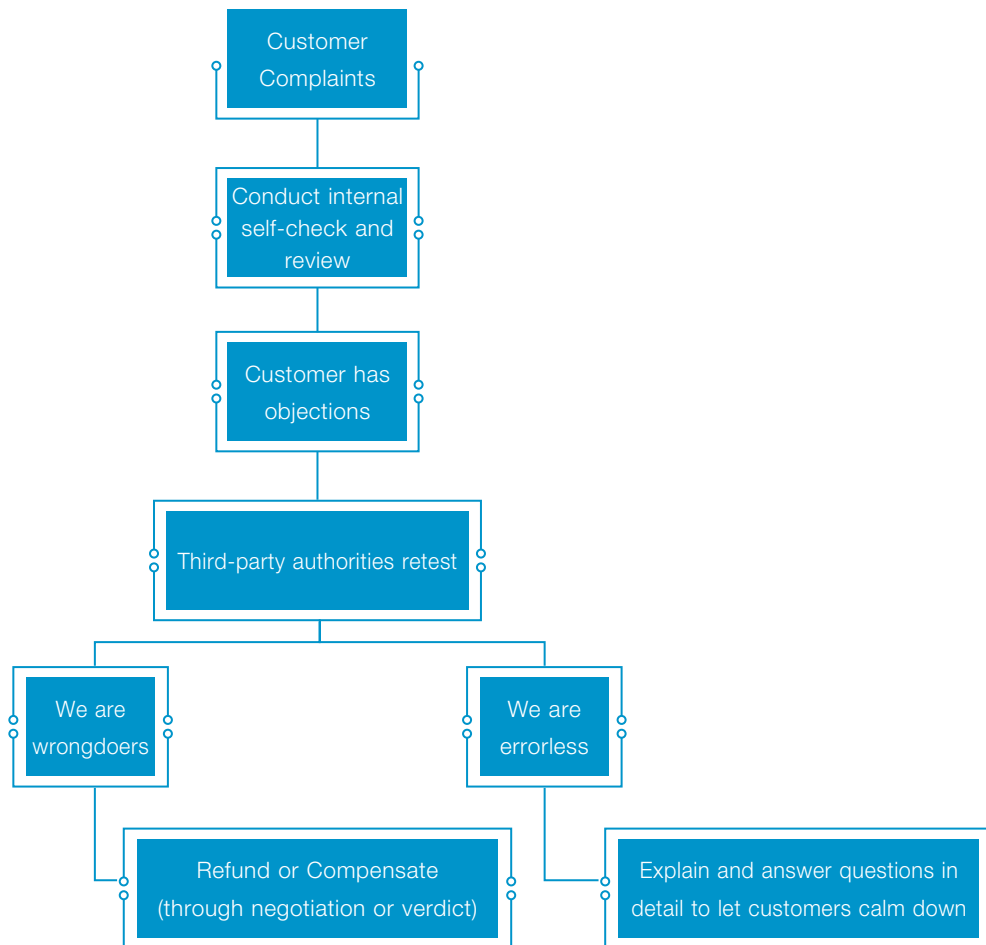 Customer
Complaints
Conduct internal
self-check and
review
Customer has
objections
Third-party authorities retest
We are
wrongdoers
We are
errorless
Refund or Compensate
(through negotiation or verdict)
Explain and answer questions in
detail to let customers calm down